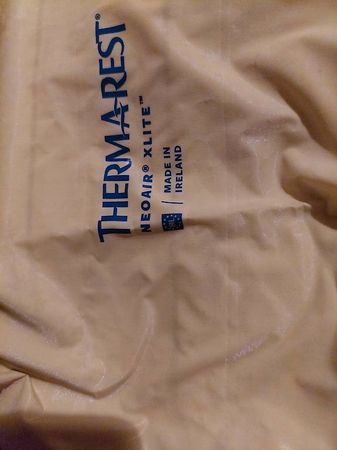 THERM-A-REST®
NEOAIR® XLITE™
MADE IN
IRELAND